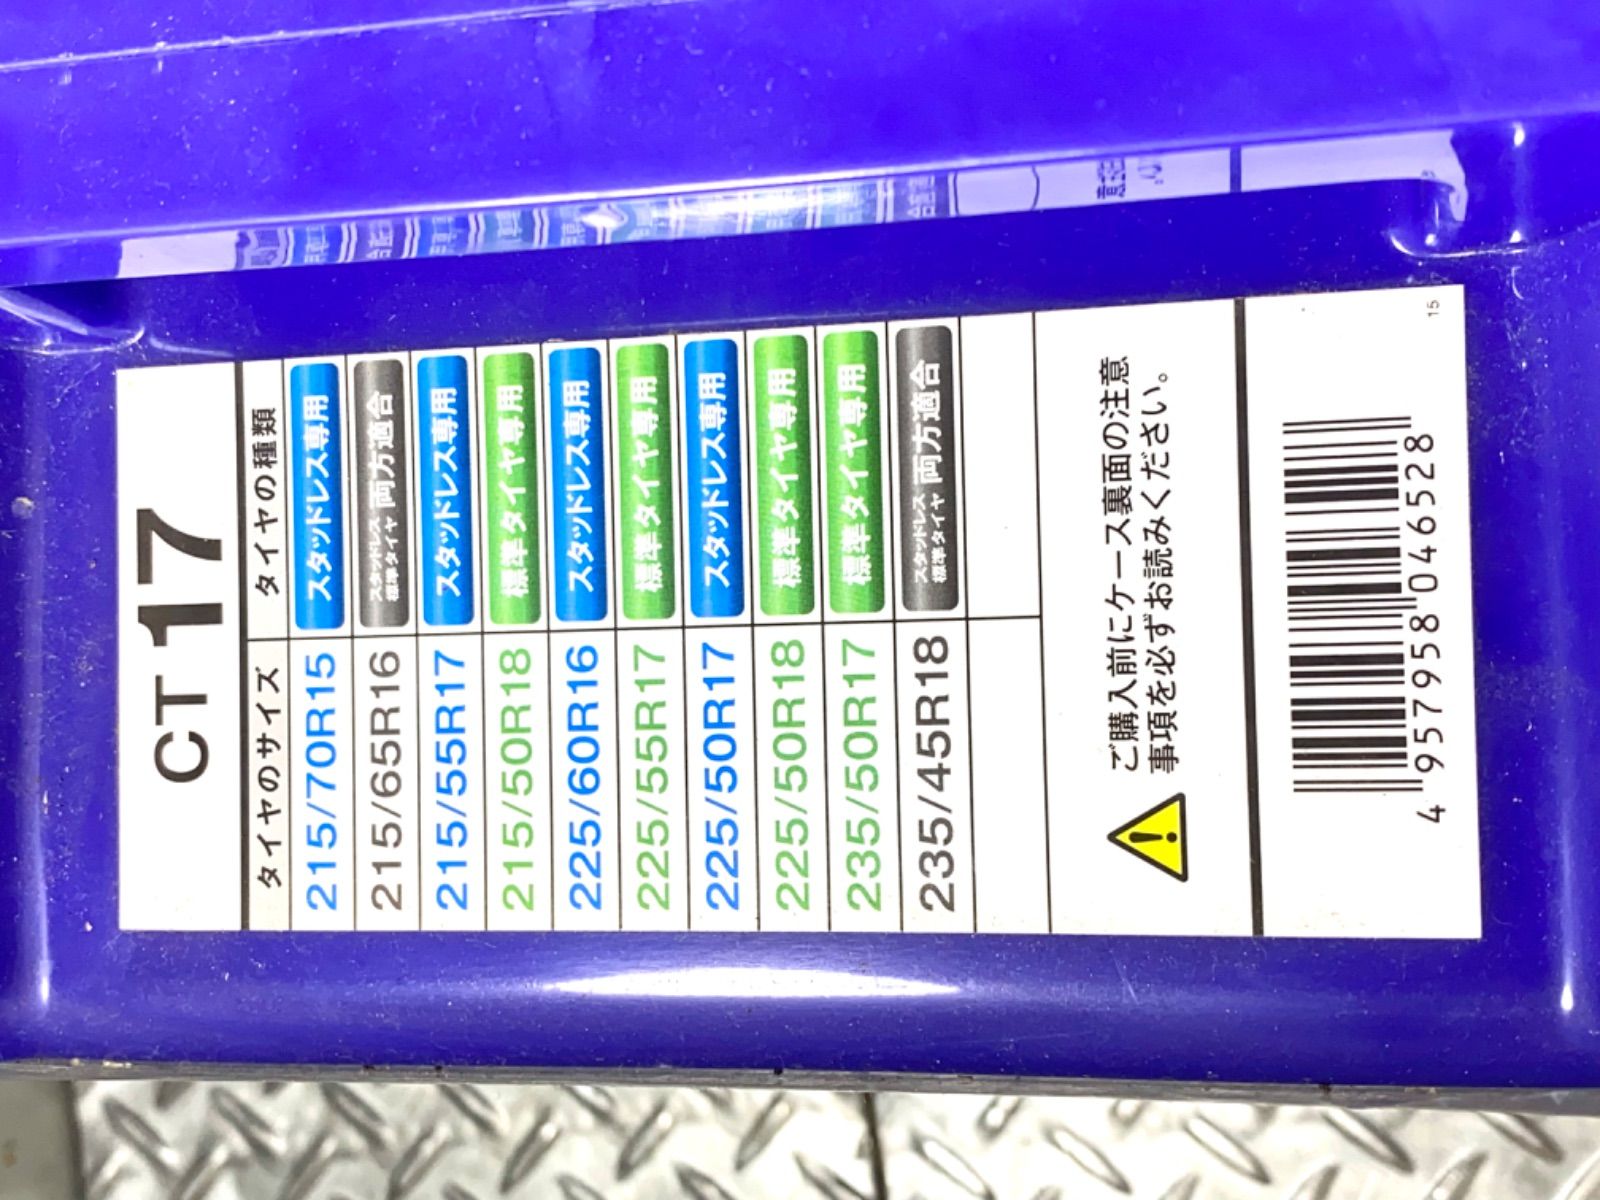 CT 17
タイヤのサイズ タイヤの種類
215/70R15 スタッドレス専用
215/65R16 スタッドレス 標準タイヤ 両方適合
215/55R17 スタッドレス専用
215/50R18 標準タイヤ専用
225/60R16 スタッドレス専用
225/55R17 標準タイヤ専用
225/50R17 スタッドレス専用
225/50R18 標準タイヤ専用
235/50R17 標準タイヤ専用
235/45R18 スタッドレス 標準タイヤ 両方適合
ご購入前にケース裏面の注意
事項を必ずお読みください。
4957958046528
15